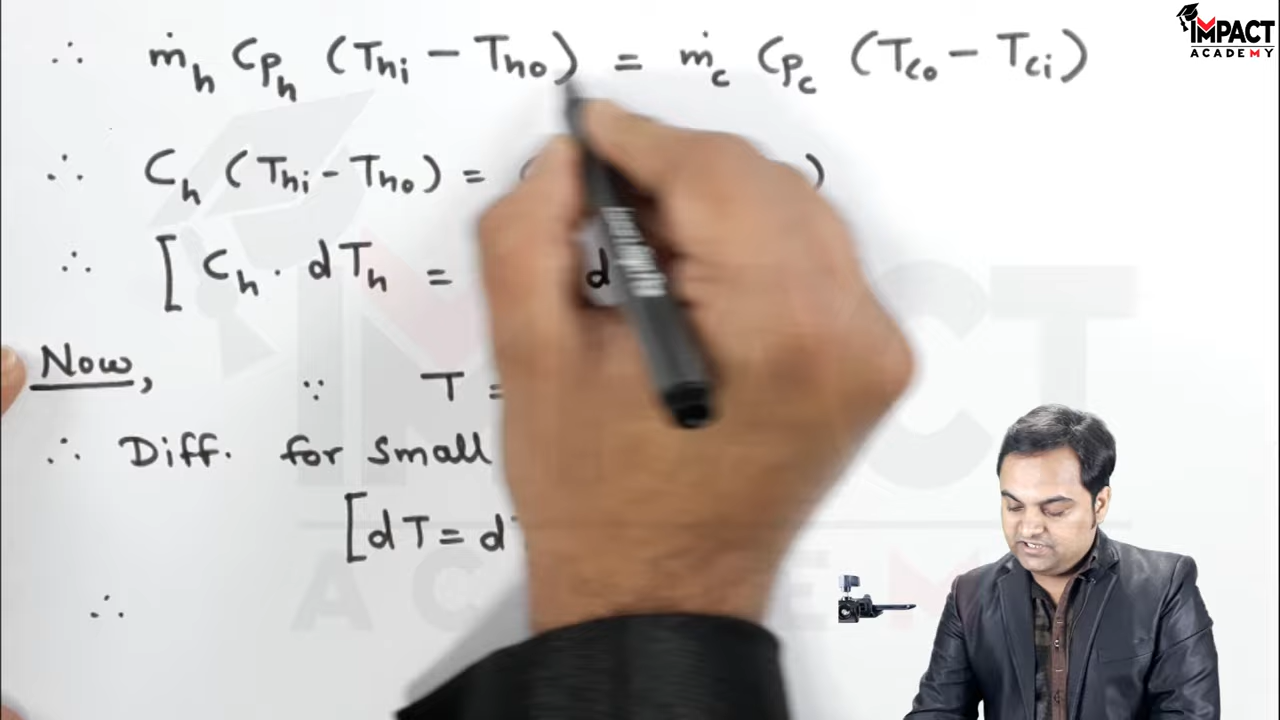 IMPACT
ACADEMY
∴ ṁh Cph (Thi - Tho) = ṁc Cpc (Tco - Tci)
∴ Ch (Thi - Tho) = )
∴ [ Ch . dTh = d
Now, ∵ T =
∴ Diff. for small
[dT = d
∴